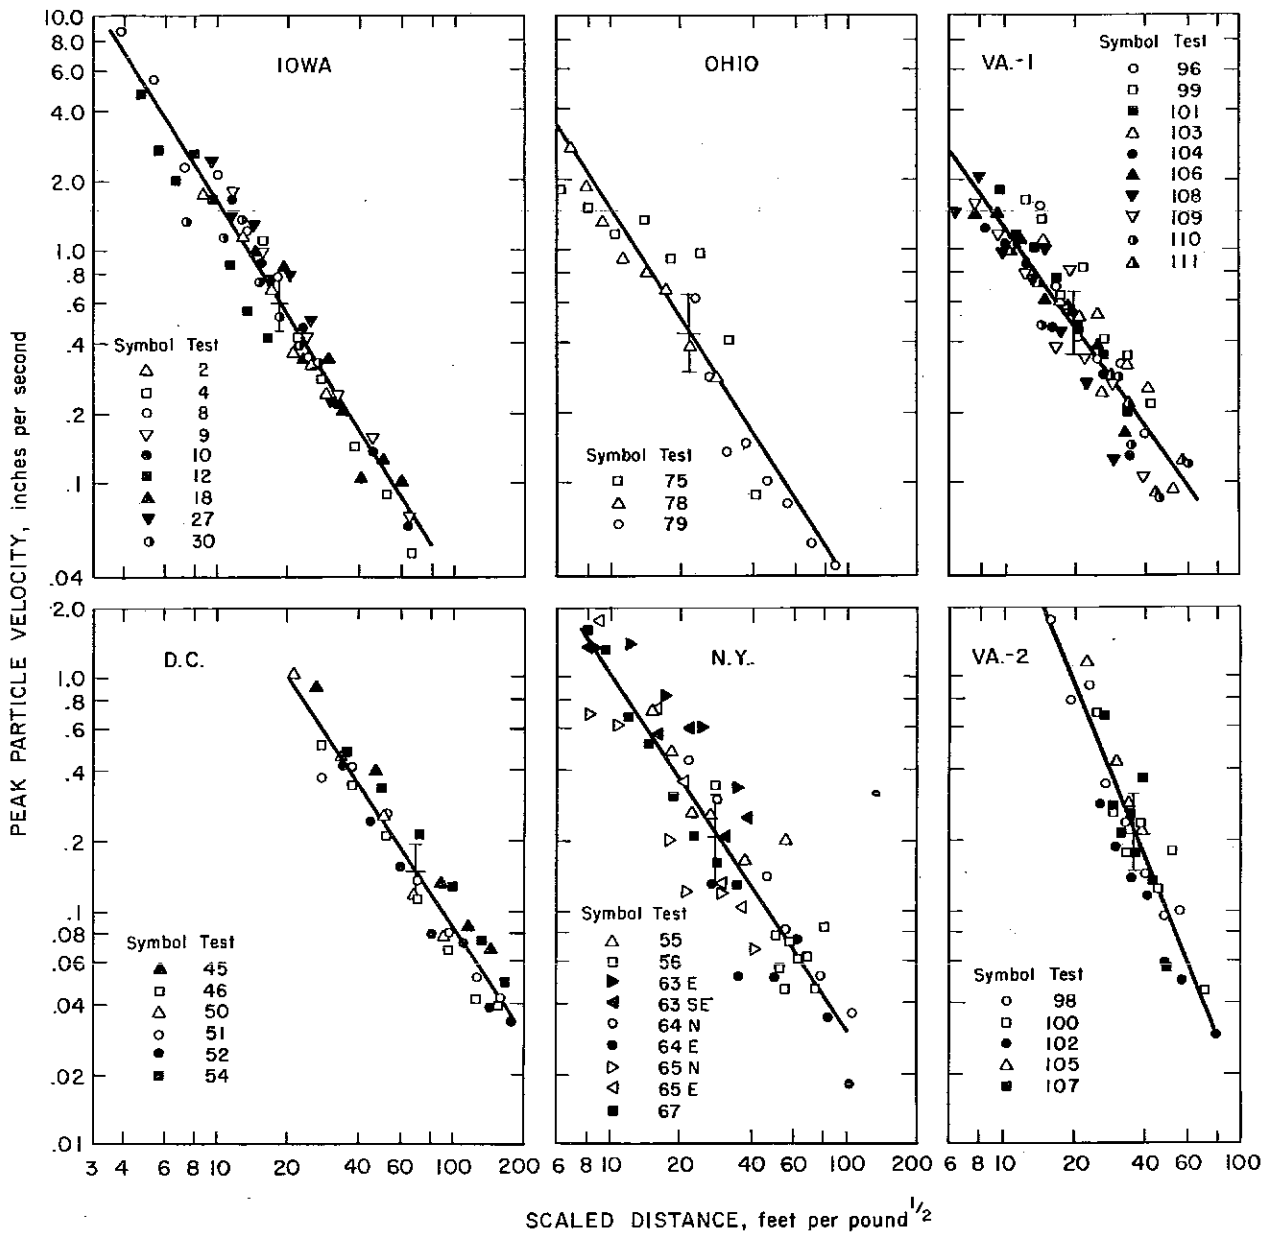 PEAK PARTICLE VELOCITY, inches per second
10.0
8.0
6.0
4.0
2.0
1.0
.8
.6
.4
.2
.1
.04
IOWA
Symbol Test
2
4
8
9
10
12
18
27
30
OHIO
Symbol Test
75
78
79
VA.-1
Symbol Test
96
99
101
103
104
106
108
109
110
111
2.0
1.0
.8
.6
.4
.2
.1
.08
.06
.04
.02
.01
D.C.
Symbol Test
45
46
50
51
52
54
3 4 6 8 10 20 40 60 100 200
N.Y.
Symbol Test
55
56
63 E
63 SE
64 N
64 E
65 N
65 E
67
6 8 10 20 40 60 100 200
VA.-2
Symbol Test
98
100
102
105
107
6 8 10 20 40 60 100
SCALED DISTANCE, feet per pound^1/2